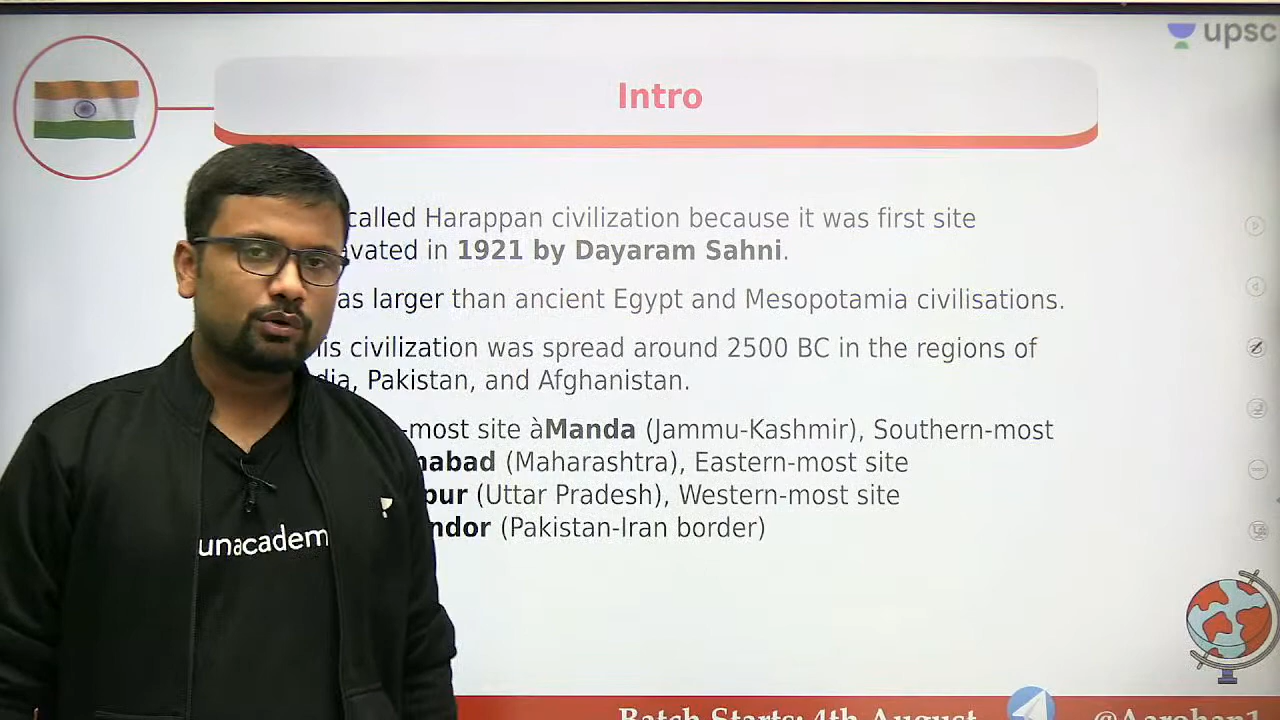 upsc
Intro
called Harappan civilization because it was first site
avated in 1921 by Dayaram Sahni.
as larger than ancient Egypt and Mesopotamia civilisations.
is civilization was spread around 2500 BC in the regions of
dia, Pakistan, and Afghanistan.
-most site àManda (Jammu-Kashmir), Southern-most
nabad (Maharashtra), Eastern-most site
pur (Uttar Pradesh), Western-most site
ndor (Pakistan-Iran border)
unacadem
Batch Starts: 4th August